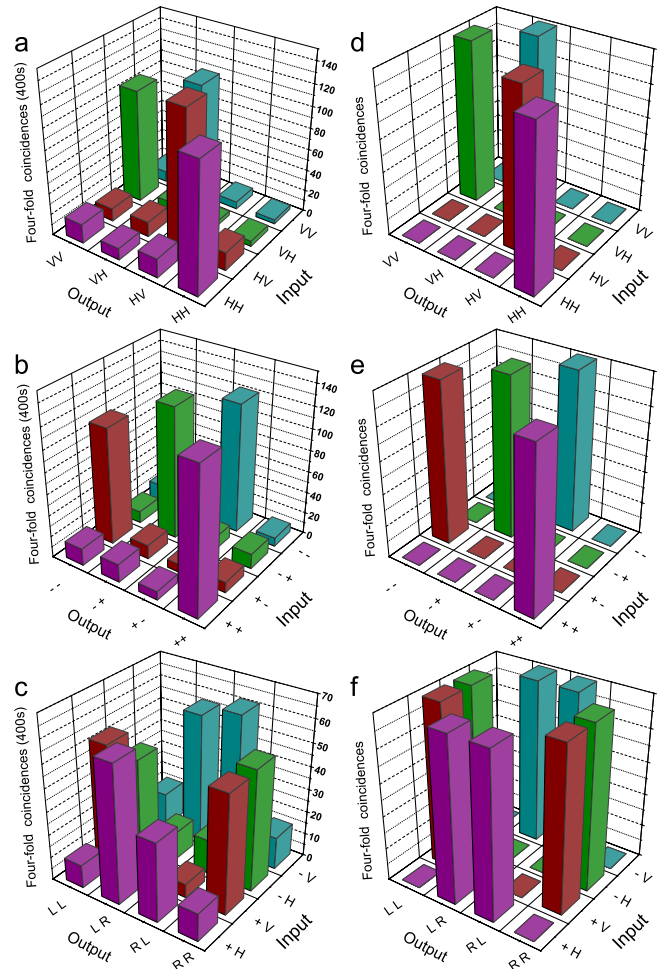 a
Four-fold coincidences (400s)
140
120
100
80
60
40
20
0
VV
VH
HV
HH
Output
HH
HV
VH
VV
Input
d
Four-fold coincidences
VV
VH
HV
HH
Output
HH
HV
VH
VV
Input
b
Four-fold coincidences (400s)
140
120
100
80
60
40
20
0
- -
- +
+ -
+ +
Output
+ +
+ -
- +
- -
Input
e
Four-fold coincidences
- -
- +
+ -
+ +
Output
+ +
+ -
- +
- -
Input
c
Four-fold coincidences (400s)
70
60
50
40
30
20
10
0
L L
L R
R L
R R
Output
+ H
+ V
- H
- V
Input
f
Four-fold coincidences
L L
L R
R L
R R
Output
+ H
+ V
- H
- V
Input